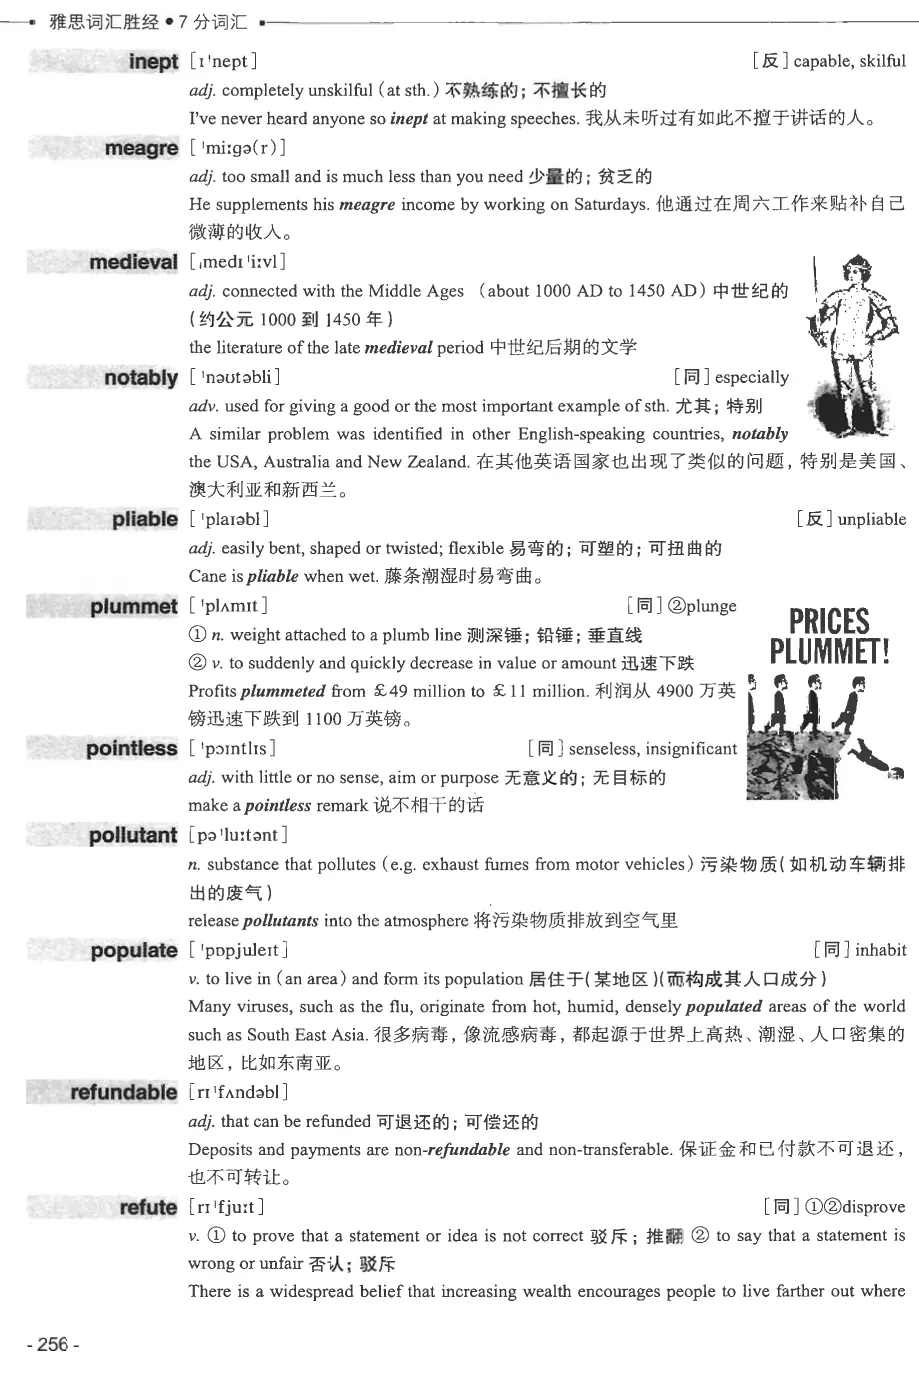 雅思词汇胜经•7分词汇
inept [ɪˈnept] [反] capable, skilful
adj. completely unskilful (at sth.) 不熟练的；不擅长的
I've never heard anyone so inept at making speeches. 我从未听过有如此不擅于讲话的人。
meagre [ˈmiːɡə(r)]
adj. too small and is much less than you need 少量的；贫乏的
He supplements his meagre income by working on Saturdays. 他通过在周六工作来贴补自己
微薄的收入。
medieval [ˌmedɪˈiːvl]
adj. connected with the Middle Ages (about 1000 AD to 1450 AD) 中世纪的
(约公元 1000 到 1450 年)
the literature of the late medieval period 中世纪后期的文学
notably [ˈnəʊtəbli] [同] especially
adv. used for giving a good or the most important example of sth. 尤其；特别
A similar problem was identified in other English-speaking countries, notably
the USA, Australia and New Zealand. 在其他英语国家也出现了类似的问题，特别是美国、
澳大利亚和新西兰。
pliable [ˈplaɪəbl] [反] unpliable
adj. easily bent, shaped or twisted; flexible 易弯的；可塑的；可扭曲的
Cane is pliable when wet. 藤条潮湿时易弯曲。
plummet [ˈplʌmɪt] [同] ②plunge
① n. weight attached to a plumb line 测深锤；铅锤；垂直线
② v. to suddenly and quickly decrease in value or amount 迅速下跌
Profits plummeted from £49 million to £11 million. 利润从 4900 万英
镑迅速下跌到 1100 万英镑。
PRICES
PLUMMET!
pointless [ˈpɔɪntlɪs] [同] senseless, insignificant
adj. with little or no sense, aim or purpose 无意义的；无目标的
make a pointless remark 说不相干的话
pollutant [pəˈluːtənt]
n. substance that pollutes (e.g. exhaust fumes from motor vehicles) 污染物质(如机动车辆排
出的废气)
release pollutants into the atmosphere 将污染物质排放到空气里
populate [ˈpɒpjuleɪt] [同] inhabit
v. to live in (an area) and form its population 居住于(某地区)(而构成其人口成分)
Many viruses, such as the flu, originate from hot, humid, densely populated areas of the world
such as South East Asia. 很多病毒，像流感病毒，都起源于世界上高热、潮湿、人口密集的
地区，比如东南亚。
refundable [rɪˈfʌndəbl]
adj. that can be refunded 可退还的；可偿还的
Deposits and payments are non-refundable and non-transferable. 保证金和已付款不可退还，
也不可转让。
refute [rɪˈfjuːt] [同] ①②disprove
v. ① to prove that a statement or idea is not correct 驳斥；推翻 ② to say that a statement is
wrong or unfair 否认；驳斥
There is a widespread belief that increasing wealth encourages people to live farther out where
- 256 -